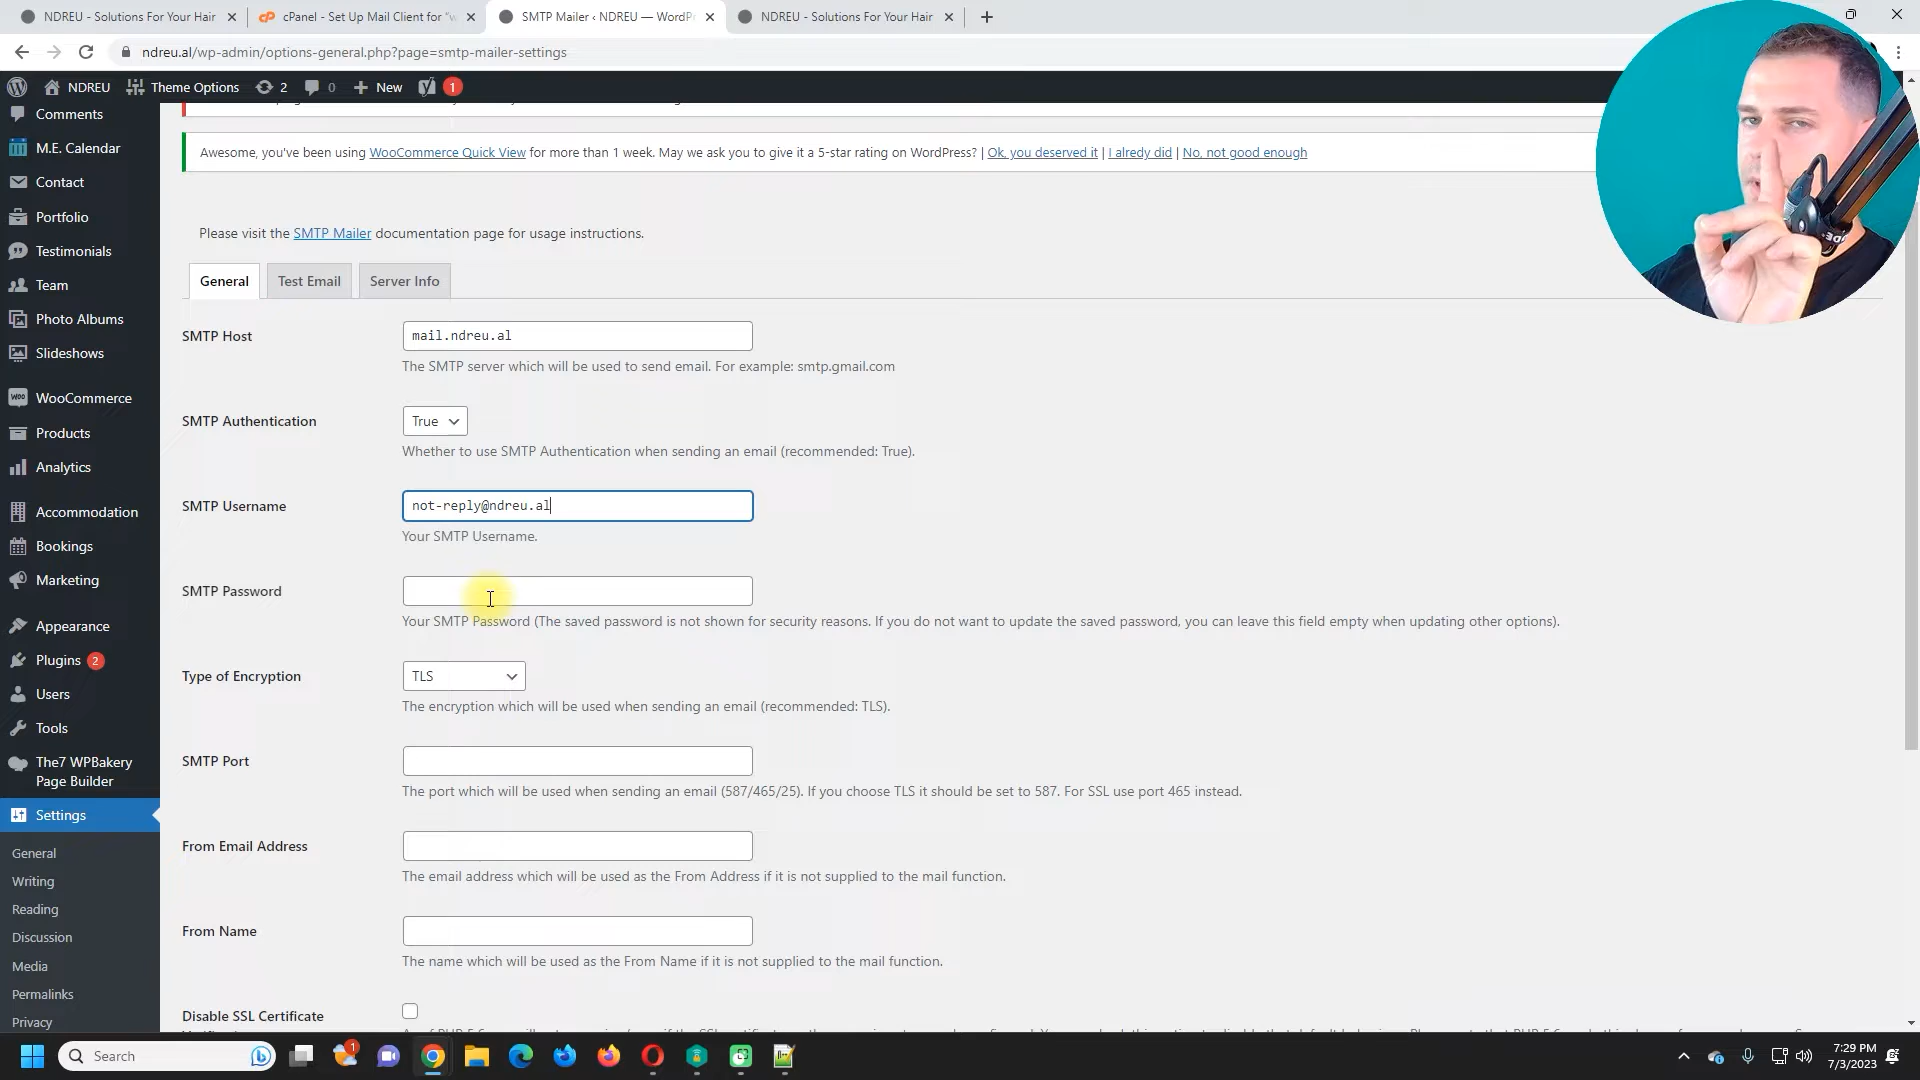 NDREU - Solutions For Your Hair
cPanel - Set Up Mail Client for "w
SMTP Mailer ‹ NDREU — WordPr
NDREU - Solutions For Your Hair
ndreu.al/wp-admin/options-general.php?page=smtp-mailer-settings
NDREU
Theme Options
2
0
New
1
Comments
M.E. Calendar
Contact
Portfolio
Testimonials
Team
Photo Albums
Slideshows
WooCommerce
Products
Analytics
Accommodation
Bookings
Marketing
Appearance
Plugins 2
Users
Tools
The7 WPBakery
Page Builder
Settings
General
Writing
Reading
Discussion
Media
Permalinks
Privacy
Awesome, you've been using WooCommerce Quick View for more than 1 week. May we ask you to give it a 5-star rating on WordPress? | Ok, you deserved it | I alredy did | No, not good enough
Please visit the SMTP Mailer documentation page for usage instructions.
General
Test Email
Server Info
SMTP Host
mail.ndreu.al
The SMTP server which will be used to send email. For example: smtp.gmail.com
SMTP Authentication
True
Whether to use SMTP Authentication when sending an email (recommended: True).
SMTP Username
not-reply@ndreu.al
Your SMTP Username.
SMTP Password
Your SMTP Password (The saved password is not shown for security reasons. If you do not want to update the saved password, you can leave this field empty when updating other options).
Type of Encryption
TLS
The encryption which will be used when sending an email (recommended: TLS).
SMTP Port
The port which will be used when sending an email (587/465/25). If you choose TLS it should be set to 587. For SSL use port 465 instead.
From Email Address
The email address which will be used as the From Address if it is not supplied to the mail function.
From Name
The name which will be used as the From Name if it is not supplied to the mail function.
Disable SSL Certificate
Search
1
7:29 PM
7/3/2023